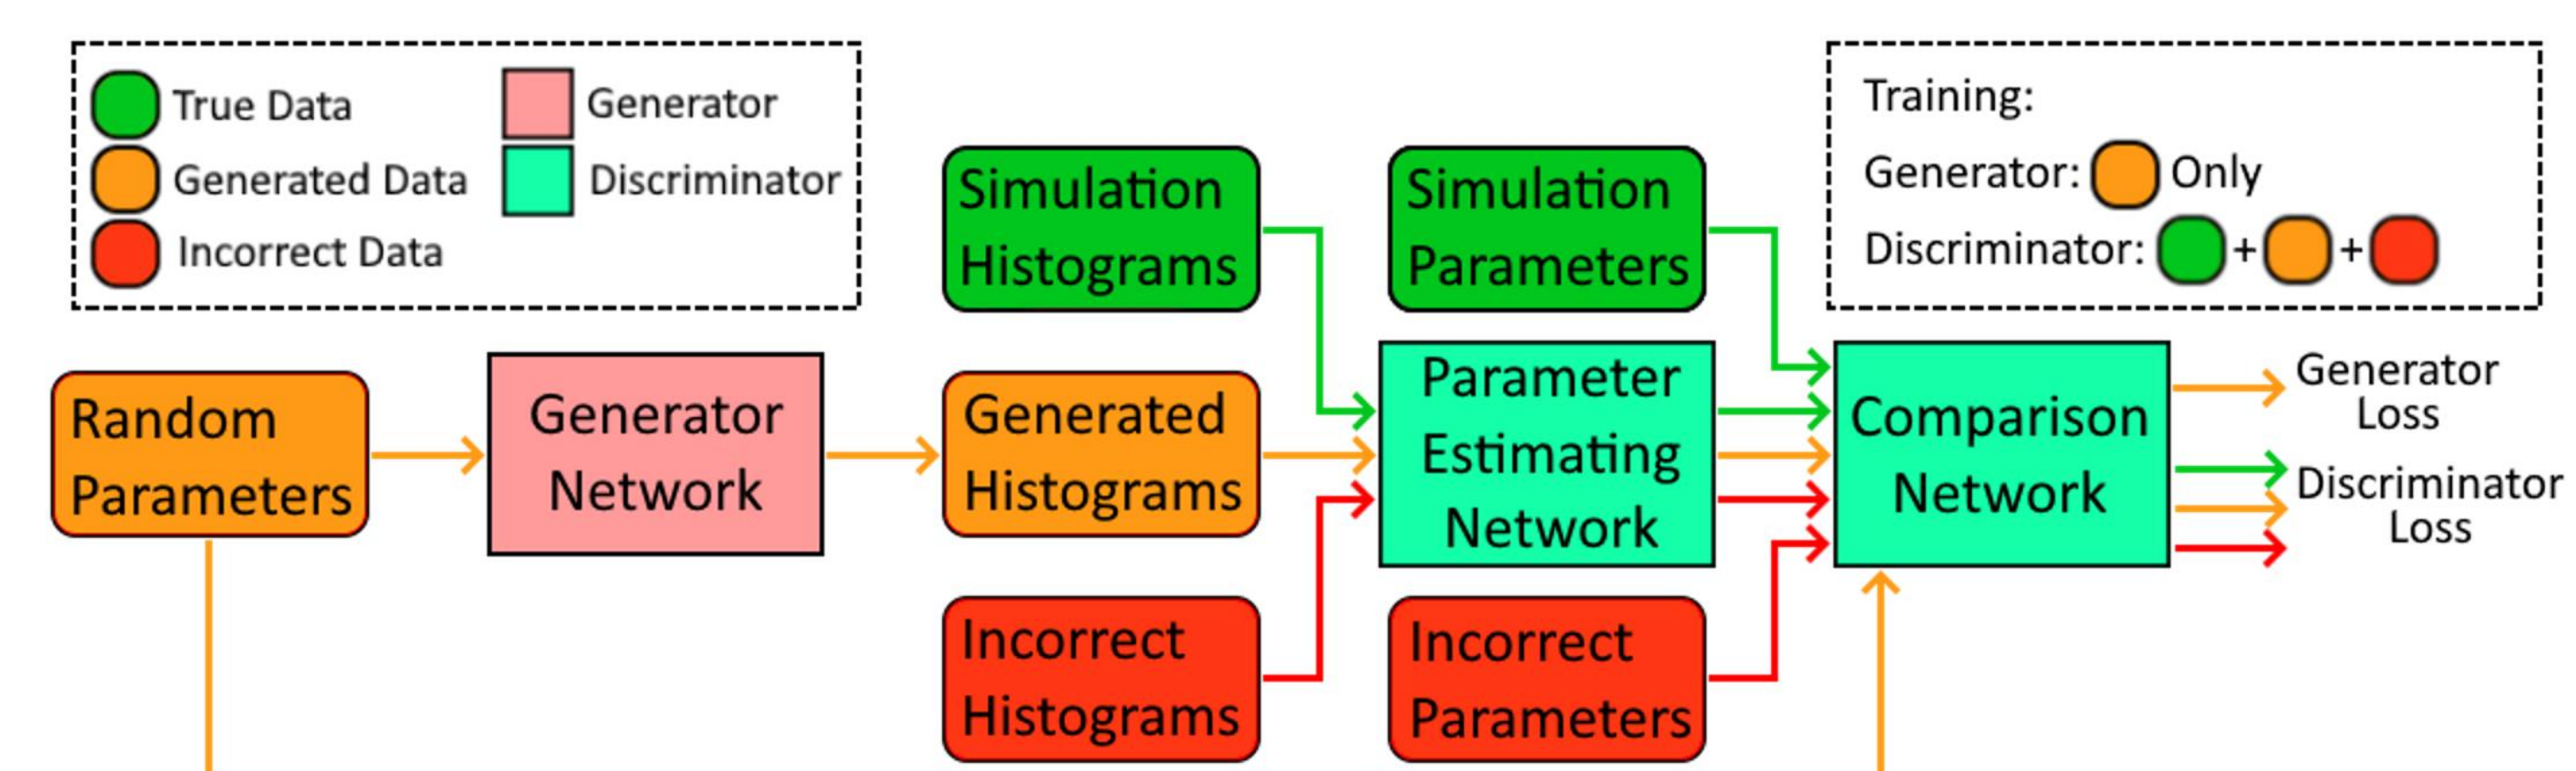 True Data
Generated Data
Incorrect Data
Generator
Discriminator
Training:
Generator: Only
Discriminator: + +
Simulation
Histograms
Simulation
Parameters
Random
Parameters
Generator
Network
Generated
Histograms
Parameter
Estimating
Network
Comparison
Network
Generator
Loss
Discriminator
Loss
Incorrect
Histograms
Incorrect
Parameters